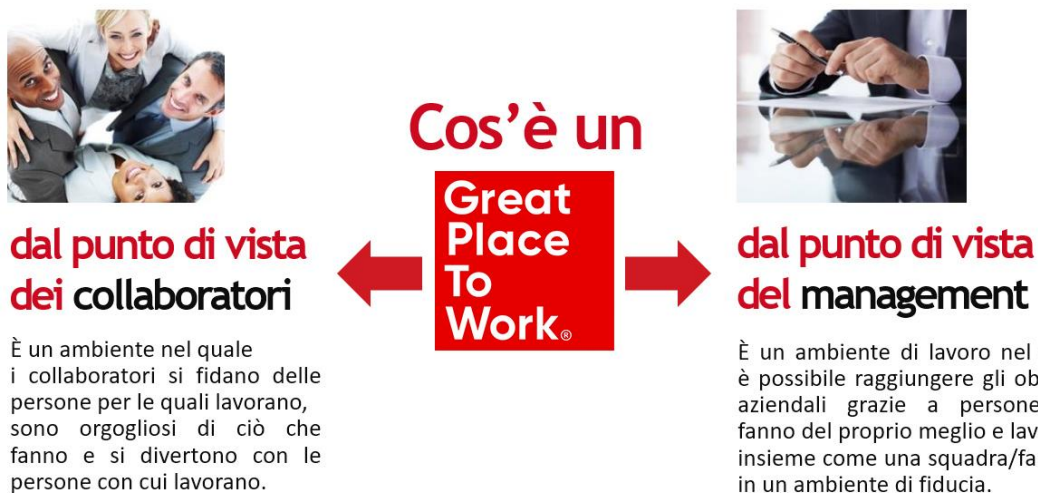 Cos'è un
Great
Place
To
Work®
dal punto di vista
dei collaboratori
È un ambiente nel quale
i collaboratori si fidano delle
persone per le quali lavorano,
sono orgogliosi di ciò che
fanno e si divertono con le
persone con cui lavorano.
dal punto di vista
del management
È un ambiente di lavoro nel
è possibile raggiungere gli
aziendali grazie a persone
fanno del proprio meglio e
insieme come una
in un ambiente di fiducia.